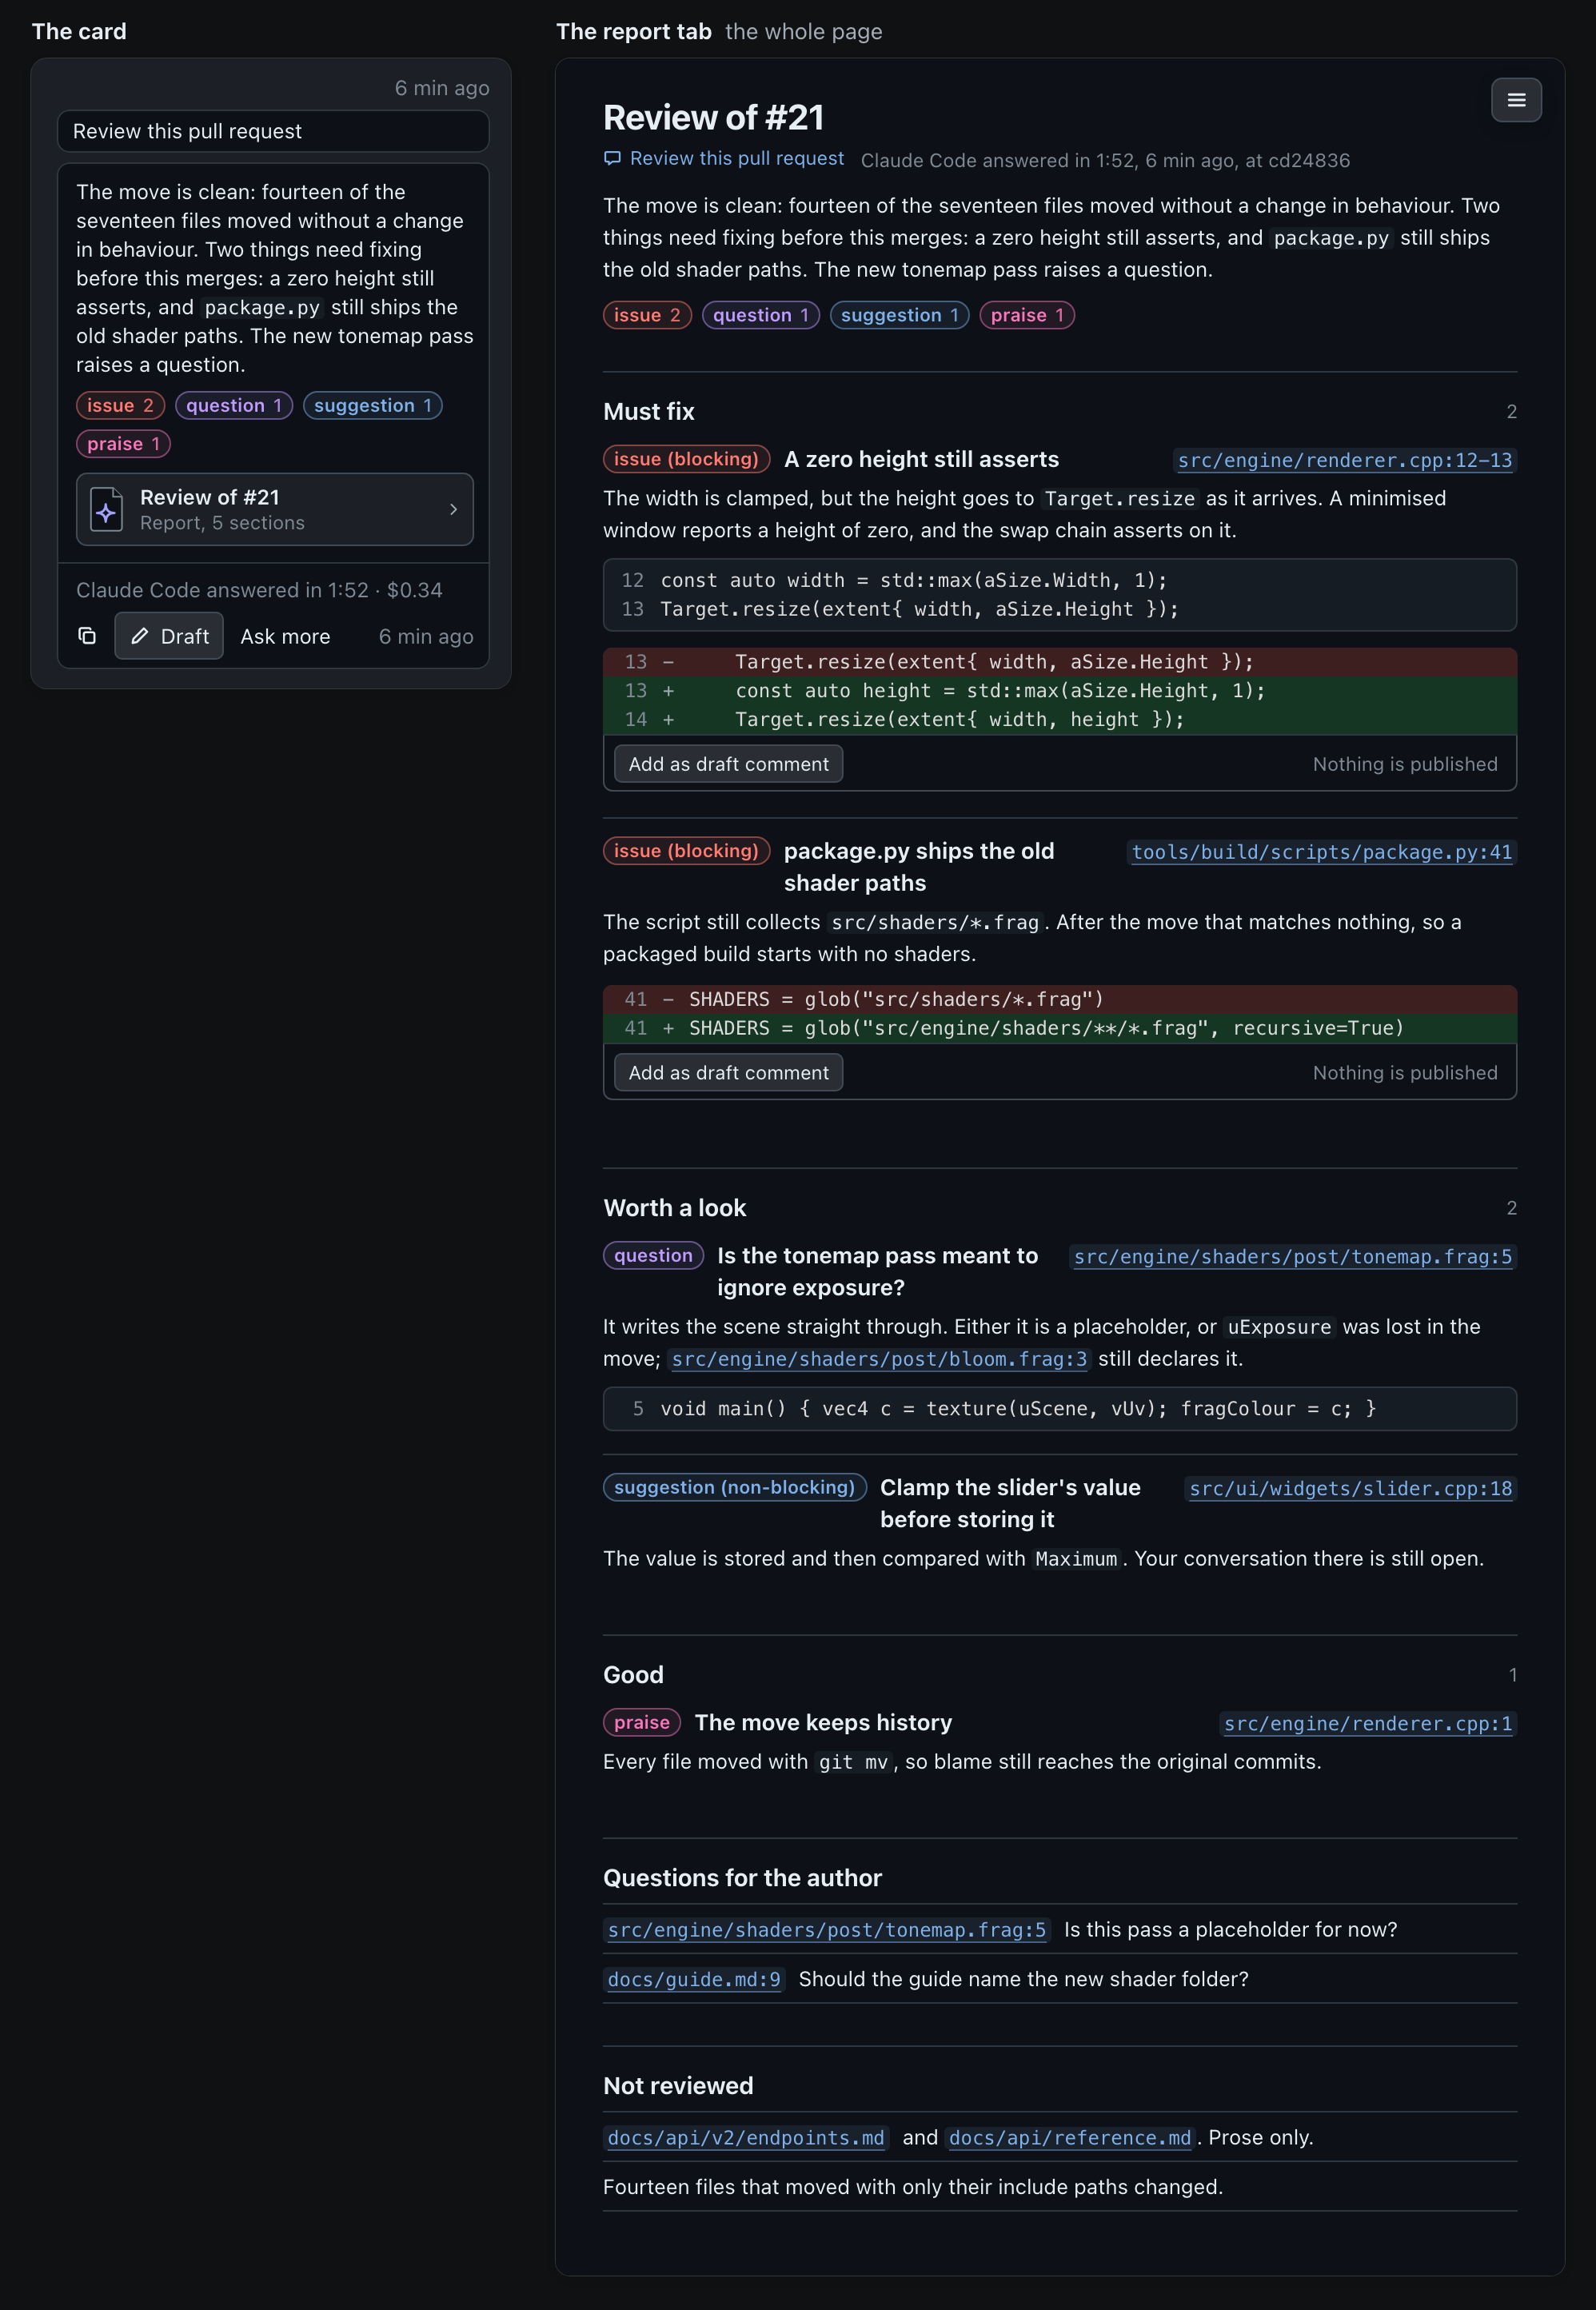 The card
6 min ago
Review this pull request
The move is clean: fourteen of the
seventeen files moved without a change
in behaviour. Two things need fixing
before this merges: a zero height still
asserts, and package.py still ships the
old shader paths. The new tonemap pass
raises a question.
issue 2 question 1 suggestion 1
praise 1
Review of #21
Report, 5 sections
Claude Code answered in 1:52 · $0.34
Draft Ask more 6 min ago
The report tab the whole page
Review of #21
Review this pull request Claude Code answered in 1:52, 6 min ago, at cd24836
The move is clean: fourteen of the seventeen files moved without a change in behaviour. Two
things need fixing before this merges: a zero height still asserts, and package.py still ships
the old shader paths. The new tonemap pass raises a question.
issue 2 question 1 suggestion 1 praise 1
Must fix 2
issue (blocking) A zero height still asserts src/engine/renderer.cpp:12–13
The width is clamped, but the height goes to Target.resize as it arrives. A minimised
window reports a height of zero, and the swap chain asserts on it.
12 const auto width = std::max(aSize.Width, 1);
13 Target.resize(extent{ width, aSize.Height });
13 − Target.resize(extent{ width, aSize.Height });
13 + const auto height = std::max(aSize.Height, 1);
14 + Target.resize(extent{ width, height });
Add as draft comment Nothing is published
issue (blocking) package.py ships the old tools/build/scripts/package.py:41
shader paths
The script still collects src/shaders/*.frag. After the move that matches nothing, so a
packaged build starts with no shaders.
41 − SHADERS = glob("src/shaders/*.frag")
41 + SHADERS = glob("src/engine/shaders/**/*.frag", recursive=True)
Add as draft comment Nothing is published
Worth a look 2
question Is the tonemap pass meant to src/engine/shaders/post/tonemap.frag:5
ignore exposure?
It writes the scene straight through. Either it is a placeholder, or uExposure was lost in the
move; src/engine/shaders/post/bloom.frag:3 still declares it.
5 void main() { vec4 c = texture(uScene, vUv); fragColour = c; }
suggestion (non-blocking) Clamp the slider's value src/ui/widgets/slider.cpp:18
before storing it
The value is stored and then compared with Maximum. Your conversation there is still open.
Good 1
praise The move keeps history src/engine/renderer.cpp:1
Every file moved with git mv, so blame still reaches the original commits.
Questions for the author
src/engine/shaders/post/tonemap.frag:5 Is this pass a placeholder for now?
docs/guide.md:9 Should the guide name the new shader folder?
Not reviewed
docs/api/v2/endpoints.md and docs/api/reference.md. Prose only.
Fourteen files that moved with only their include paths changed.